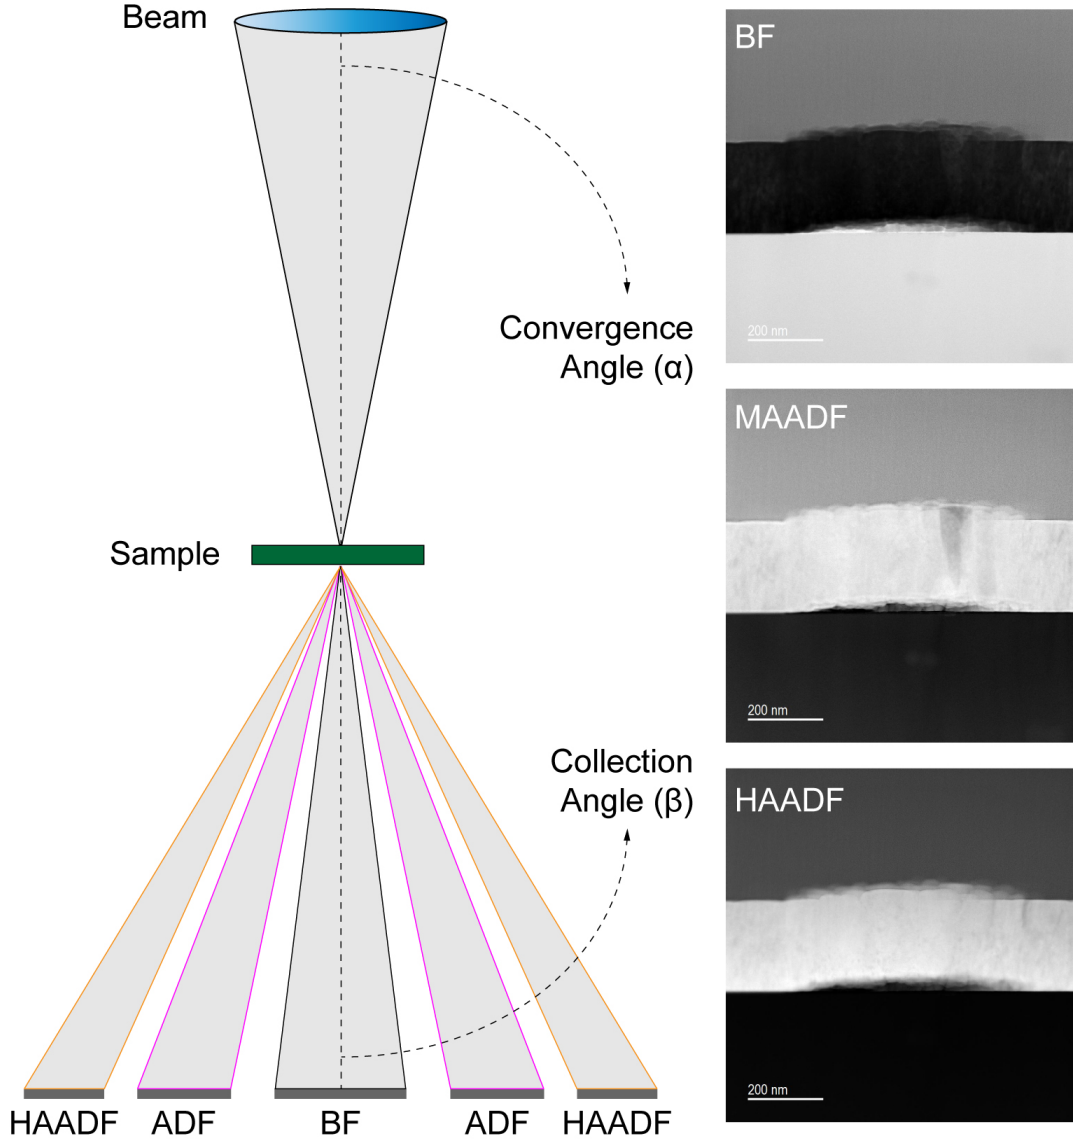 Beam
Convergence
Angle (α)
Sample
Collection
Angle (β)
HAADF
ADF
BF
ADF
HAADF
BF
200 nm
MAADF
200 nm
HAADF
200 nm